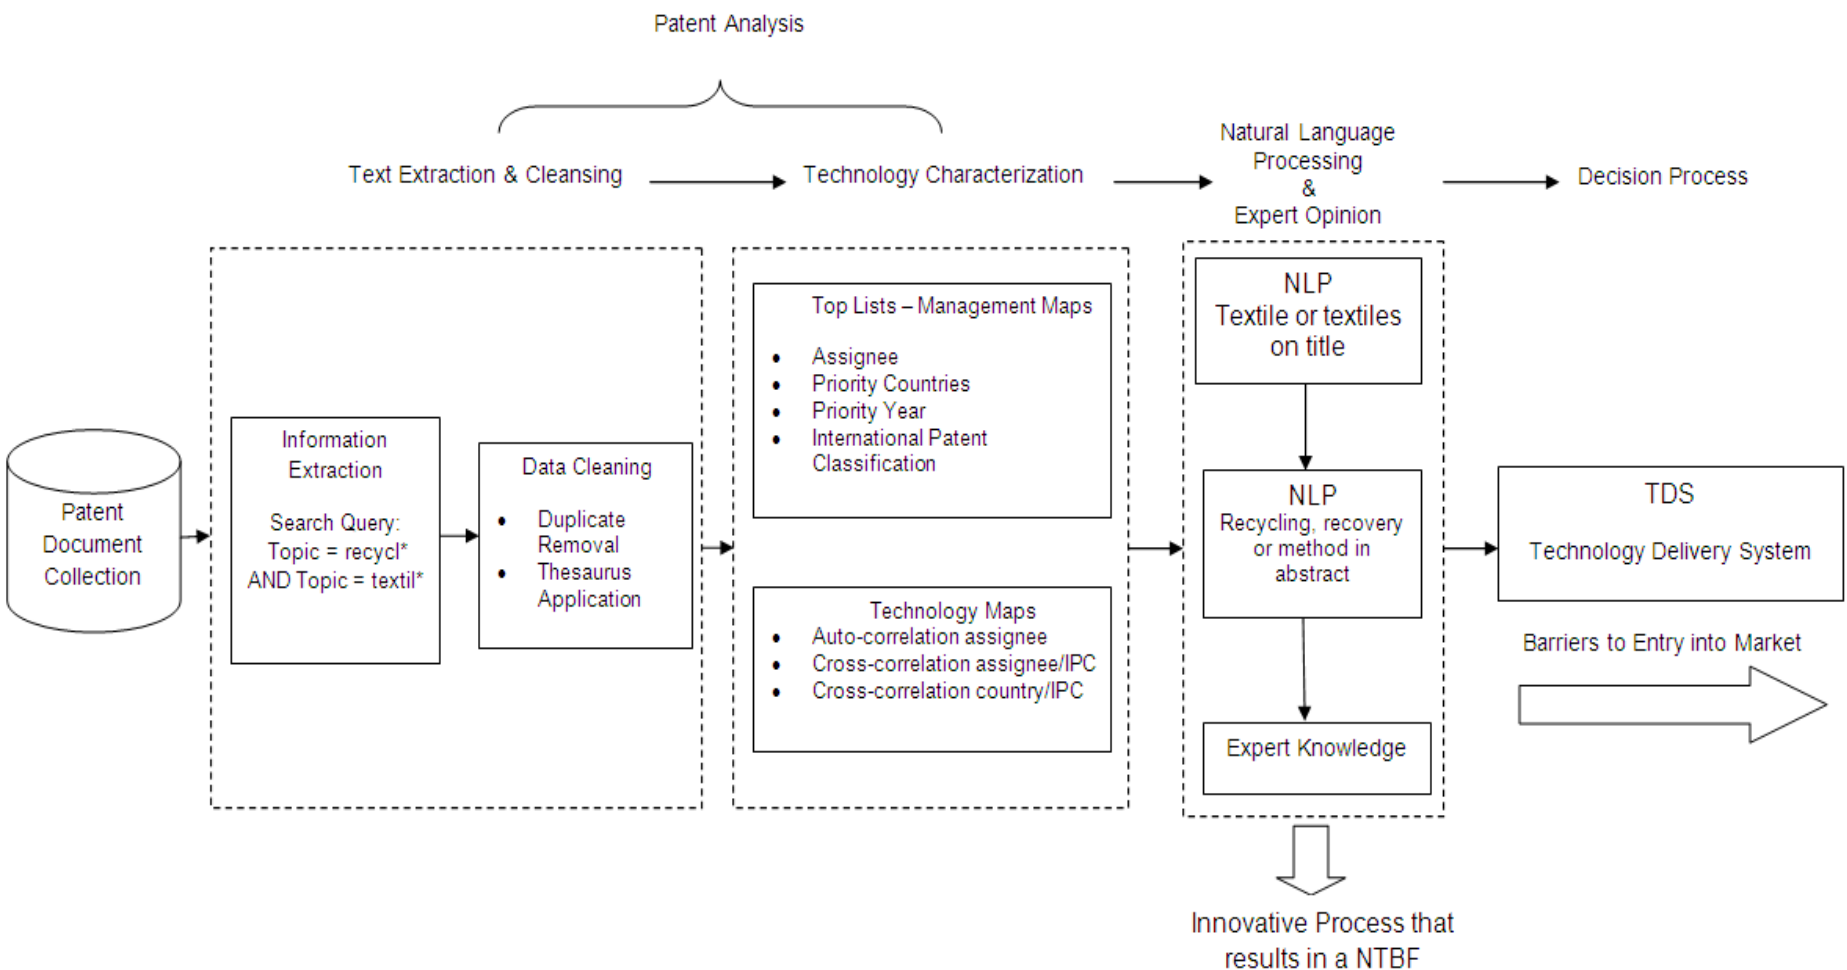 Patent Analysis
Text Extraction & Cleansing
Technology Characterization
Natural Language
Processing
&
Expert Opinion
Decision Process
Patent
Document
Collection
Information
Extraction
Search Query:
Topic = recycl*
AND Topic = textil*
Data Cleaning
• Duplicate
Removal
• Thesaurus
Application
Top Lists – Management Maps
• Assignee
• Priority Countries
• Priority Year
• International Patent
Classification
Technology Maps
• Auto-correlation assignee
• Cross-correlation assignee/IPC
• Cross-correlation country/IPC
NLP
Textile or textiles
on title
NLP
Recycling, recovery
or method in
abstract
Expert Knowledge
Innovative Process that
results in a NTBF
TDS
Technology Delivery System
Barriers to Entry into Market